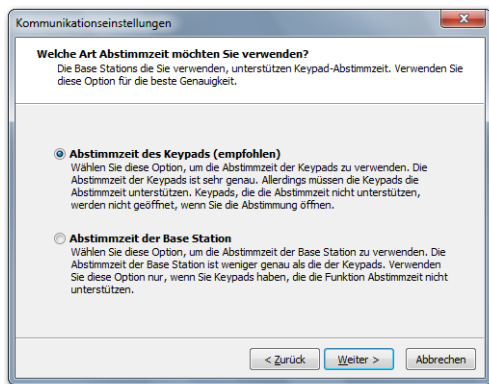 Kommunikationseinstellungen
Welche Art Abstimmzeit möchten Sie verwenden?
Die Base Stations die Sie verwenden, unterstützen Keypad-Abstimmzeit. Verwenden Sie
diese Option für die beste Genauigkeit.
Abstimmzeit des Keypads (empfohlen)
Wählen Sie diese Option, um die Abstimmzeit der Keypads zu verwenden. Die
Abstimmzeit der Keypads ist sehr genau. Allerdings müssen die Keypads die
Abstimmzeit unterstützen. Keypads, die die Abstimmzeit nicht unterstützen,
werden nicht geöffnet, wenn Sie die Abstimmung öffnen.
Abstimmzeit der Base Station
Wählen Sie diese Option, um die Abstimmzeit der Base Station zu verwenden. Die
Abstimmzeit der Base Station ist weniger genau als die der Keypads. Verwenden
Sie diese Option nur, wenn Sie Keypads haben, die die Funktion Abstimmzeit nicht
unterstützen.
< Zurück Weiter > Abbrechen